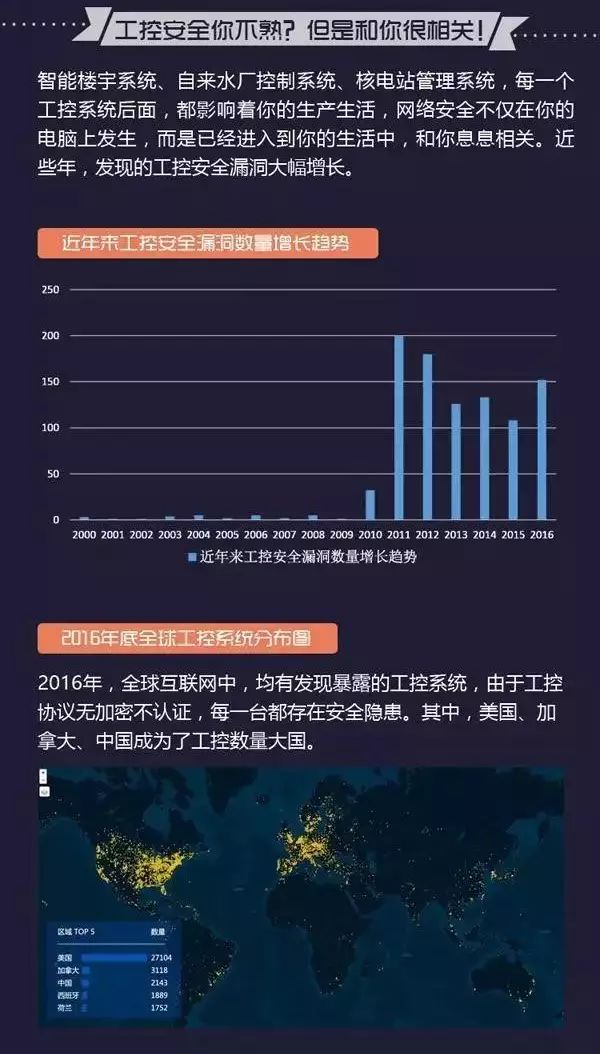 工控安全你不熟?但是和你很相关!
智能楼宇系统、自来水厂控制系统、核电站管理系统，每一个
工控系统后面，都影响着你的生产生活，网络安全不仅在你的
电脑上发生，而是已经进入到你的生活中，和你息息相关。近
些年，发现的工控安全漏洞大幅增长。
近年来工控安全漏洞数量增长趋势
250
200
150
100
50
0
2000 2001 2002 2003 2004 2005 2006 2007 2008 2009 2010 2011 2012 2013 2014 2015 2016
近年来工控安全漏洞数量增长趋势
2016年底全球工控系统分布图
2016年，全球互联网中，均有发现暴露的工控系统，由于工控
协议无加密不认证，每一台都存在安全隐患。其中，美国、加
拿大、中国成为了工控数量大国。
区域 TOP 5 数量
美国 27104
加拿大 3118
中国 2143
西班牙 1889
荷兰 1752